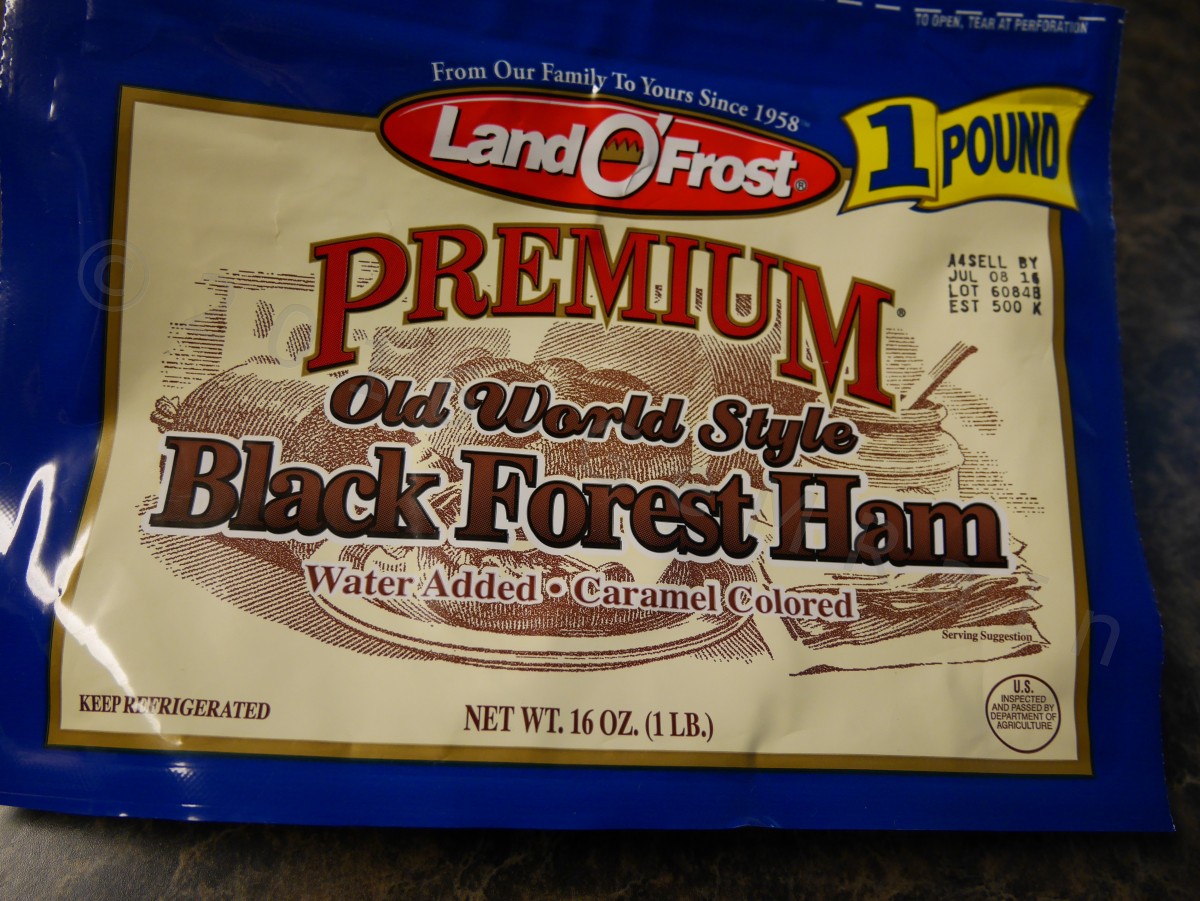 TO OPEN, TEAR AT PERFORATION
From Our Family To Yours Since 1958
Land O'Frost®
1 POUND
PREMIUM®
A4SELL BY
JUL 08 16
LOT 6084B
EST 500 K
Old World Style
Black Forest Ham
Water Added • Caramel Colored
Serving Suggestion
KEEP REFRIGERATED
NET WT. 16 OZ. (1 LB.)
U.S.
INSPECTED
AND PASSED BY
DEPARTMENT OF
AGRICULTURE